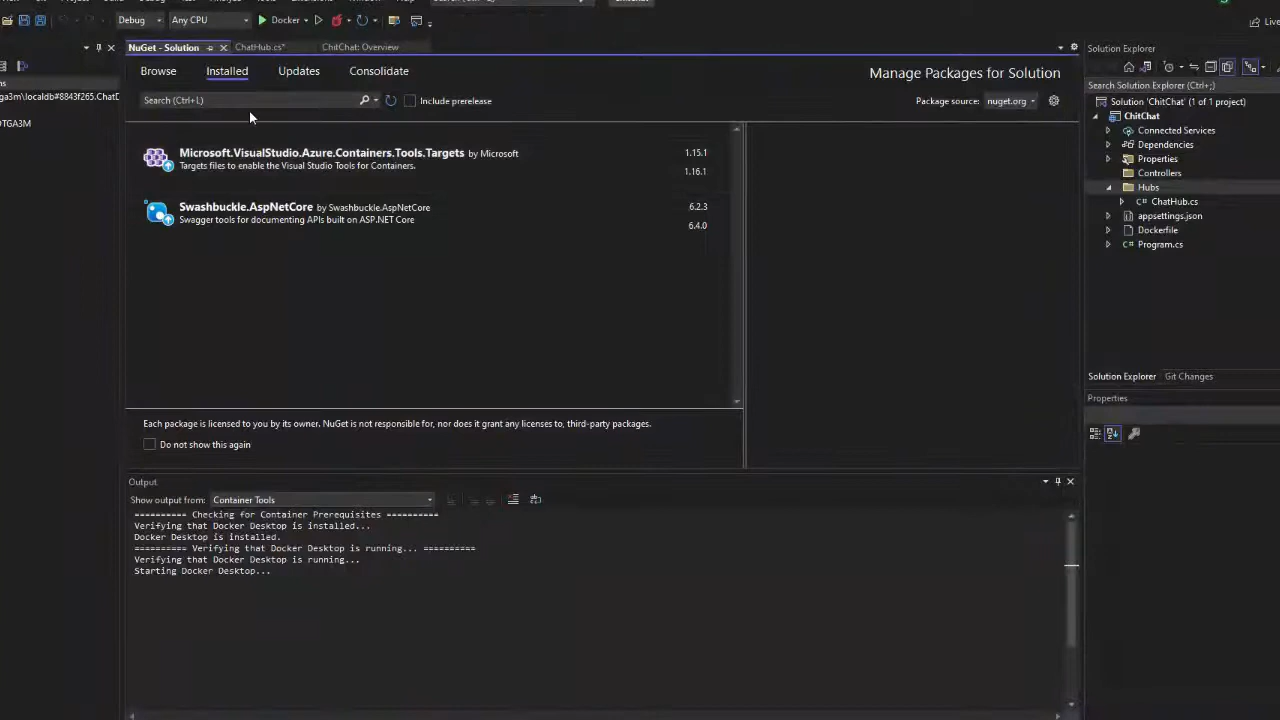 Debug
Any CPU
Docker
Live
NuGet - Solution
ChatHub.cs*
ChitChat: Overview
Browse
Installed
Updates
Consolidate
Manage Packages for Solution
Search (Ctrl+L)
Include prerelease
Package source:
nuget.org
ga3m\localdb#8843f265.ChatD
OTGA3M
Microsoft.VisualStudio.Azure.Containers.Tools.Targets by Microsoft
1.15.1
Targets files to enable the Visual Studio Tools for Containers.
1.16.1
Swashbuckle.AspNetCore by Swashbuckle.AspNetCore
6.2.3
Swagger tools for documenting APIs built on ASP.NET Core
6.4.0
Each package is licensed to you by its owner. NuGet is not responsible for, nor does it grant any licenses to, third-party packages.
Do not show this again
Output
Show output from:
Container Tools
========== Checking for Container Prerequisites ==========
Verifying that Docker Desktop is installed...
Docker Desktop is installed.
========== Verifying that Docker Desktop is running... ==========
Verifying that Docker Desktop is running...
Starting Docker Desktop...
Solution Explorer
Search Solution Explorer (Ctrl+;)
Solution 'ChitChat' (1 of 1 project)
ChitChat
Connected Services
Dependencies
Properties
Controllers
Hubs
ChatHub.cs
appsettings.json
Dockerfile
Program.cs
Solution Explorer
Git Changes
Properties